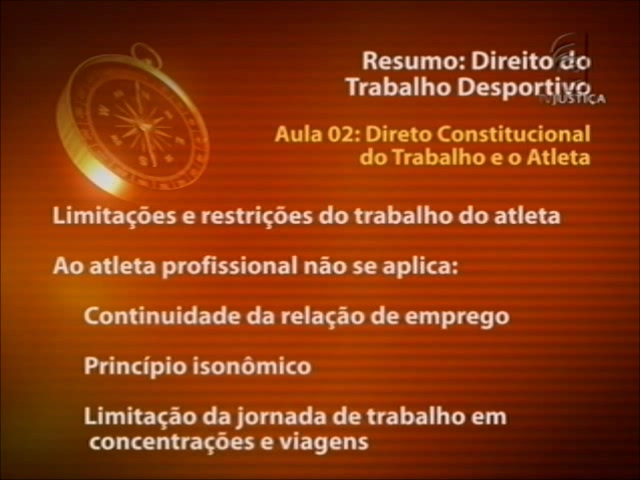 Resumo: Direito do
Trabalho Desportivo
TV JUSTIÇA
Aula 02: Direto Constitucional
do Trabalho e o Atleta
Limitações e restrições do trabalho do atleta
Ao atleta profissional não se aplica:
Continuidade da relação de emprego
Princípio isonômico
Limitação da jornada de trabalho em
concentrações e viagens